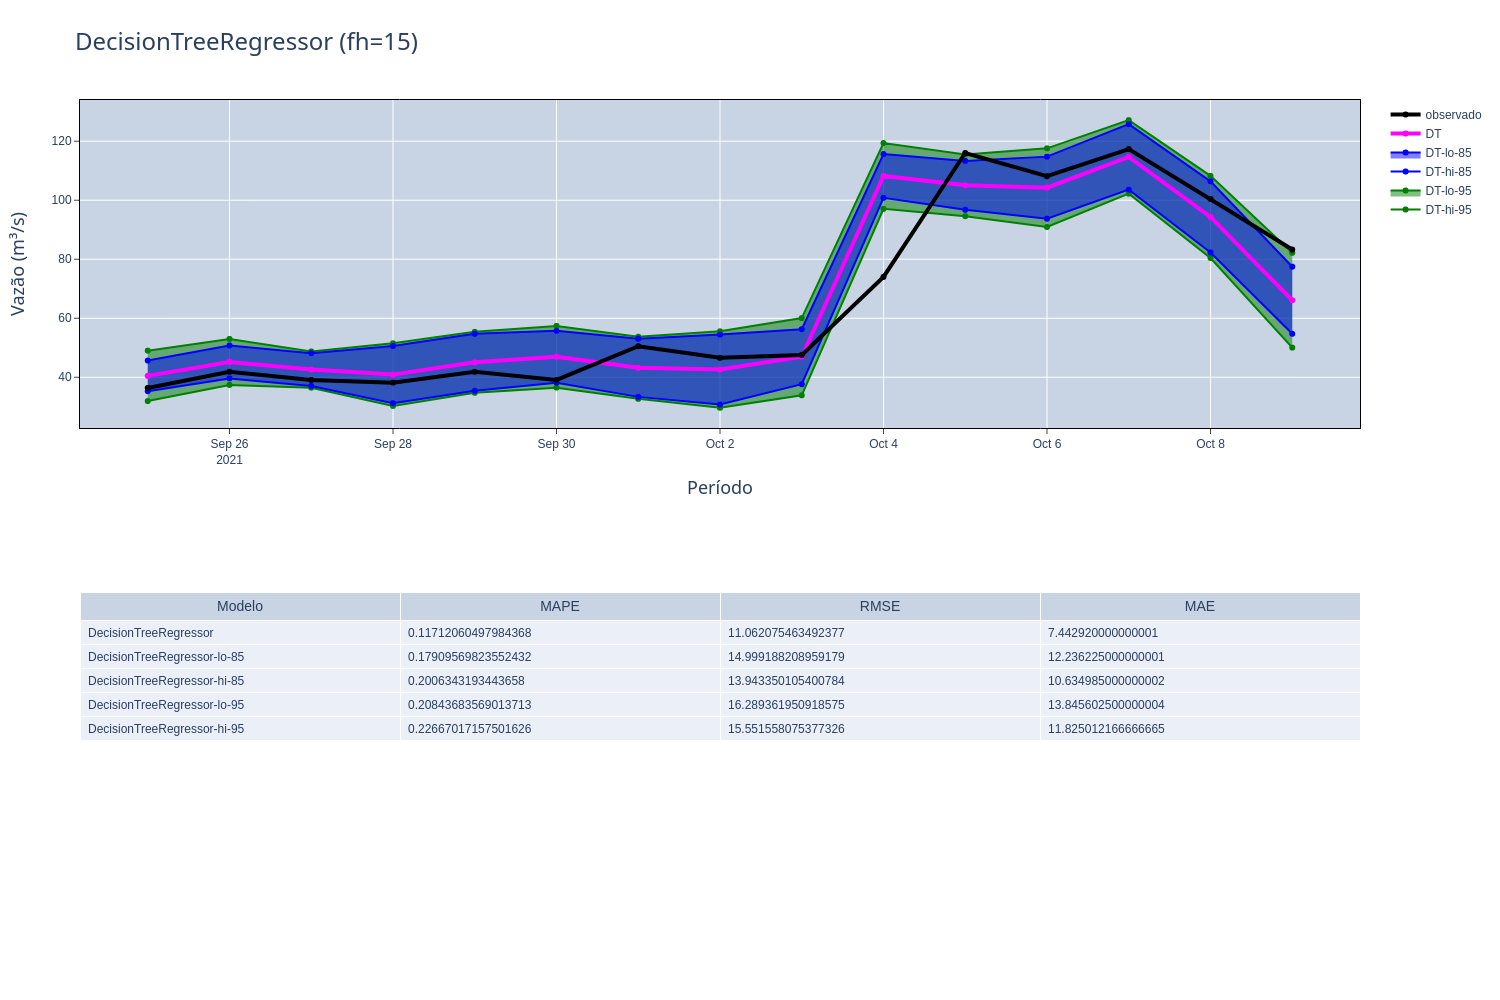 DecisionTreeRegressor (fh=15)
observado
DT
DT-lo-85
DT-hi-85
DT-lo-95
DT-hi-95
Vazão (m³/s)
120
100
80
60
40
Sep 26 Sep 28 Sep 30 Oct 2 Oct 4 Oct 6 Oct 8
2021
Período
Modelo MAPE RMSE MAE
DecisionTreeRegressor 0.11712060497984368 11.062075463492377 7.442920000000001
DecisionTreeRegressor-lo-85 0.17909569823552432 14.999188208959179 12.236225000000001
DecisionTreeRegressor-hi-85 0.2006343193443658 13.943350105400784 10.634985000000002
DecisionTreeRegressor-lo-95 0.20843683569013713 16.289361950918575 13.845602500000004
DecisionTreeRegressor-hi-95 0.22667017157501626 15.551558075377326 11.825012166666665